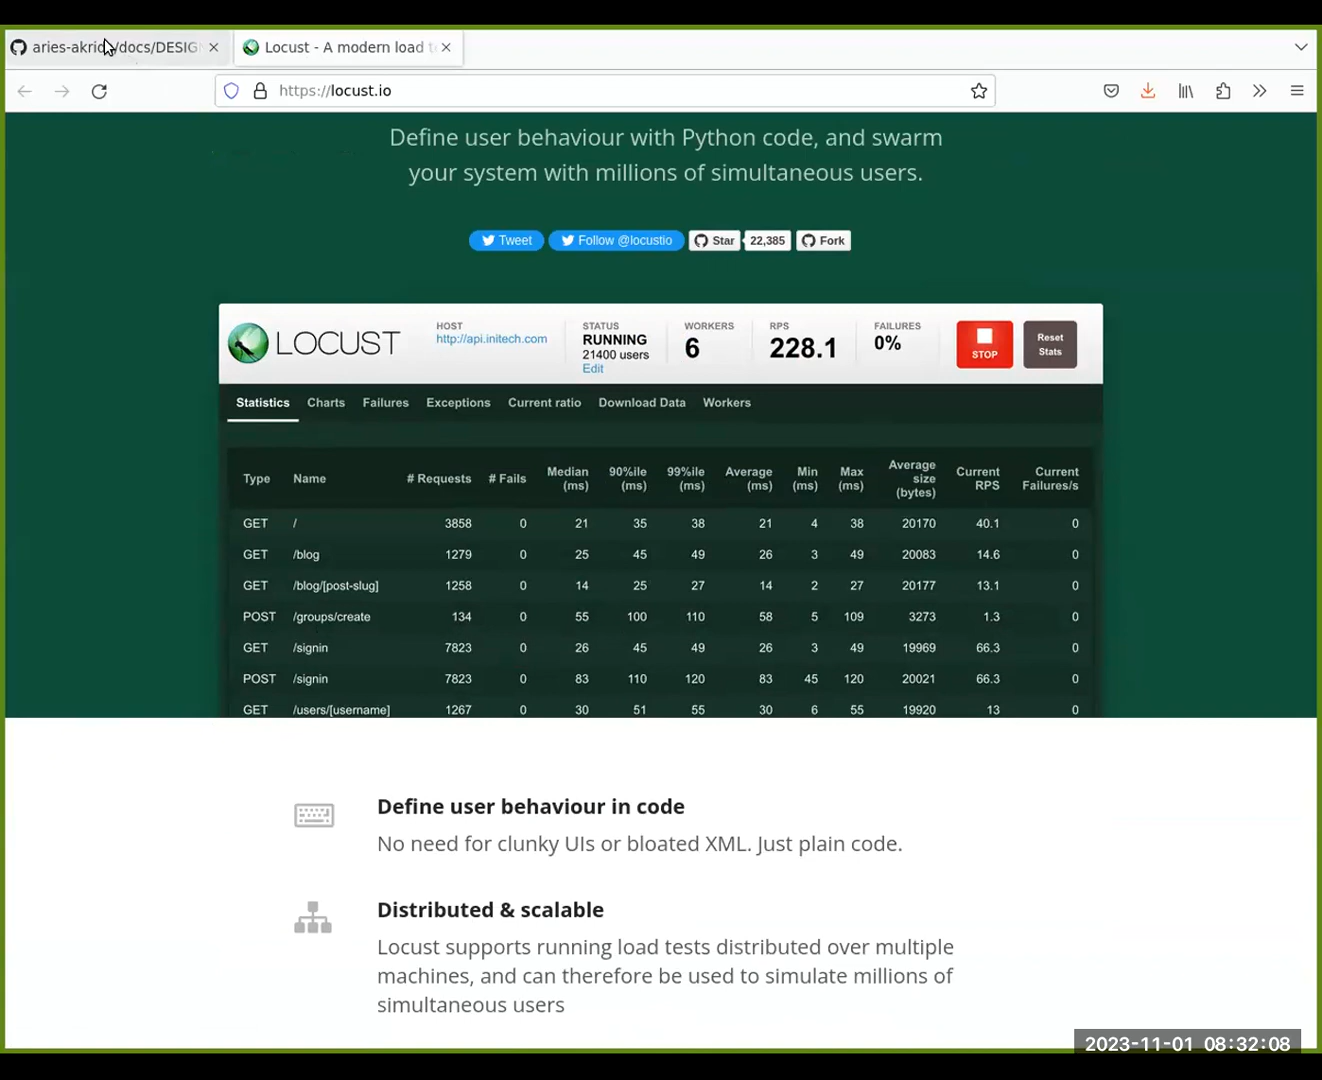 aries-akrid /docs/DESIG
Locust - A modern load t
https://locust.io
Define user behaviour with Python code, and swarm
your system with millions of simultaneous users.
Tweet Follow @locustio Star 22,385 Fork
LOCUST
HOST
http://api.initech.com
STATUS
RUNNING
21400 users
Edit
WORKERS
6
RPS
228.1
FAILURES
0%
STOP
Reset
Stats
Statistics Charts Failures Exceptions Current ratio Download Data Workers
Type Name # Requests # Fails Median (ms) 90%ile (ms) 99%ile (ms) Average (ms) Min (ms) Max (ms) Average size (bytes) Current RPS Current Failures/s
GET / 3858 0 21 35 38 21 4 38 20170 40.1 0
GET /blog 1279 0 25 45 49 26 3 49 20083 14.6 0
GET /blog/[post-slug] 1258 0 14 25 27 14 2 27 20177 13.1 0
POST /groups/create 134 0 55 100 110 58 5 109 3273 1.3 0
GET /signin 7823 0 26 45 49 26 3 49 19969 66.3 0
POST /signin 7823 0 83 110 120 83 45 120 20021 66.3 0
GET /users/[username] 1267 0 30 51 55 30 6 55 19920 13 0
Define user behaviour in code
No need for clunky UIs or bloated XML. Just plain code.
Distributed & scalable
Locust supports running load tests distributed over multiple
machines, and can therefore be used to simulate millions of
simultaneous users
2023-11-01 08:32:08